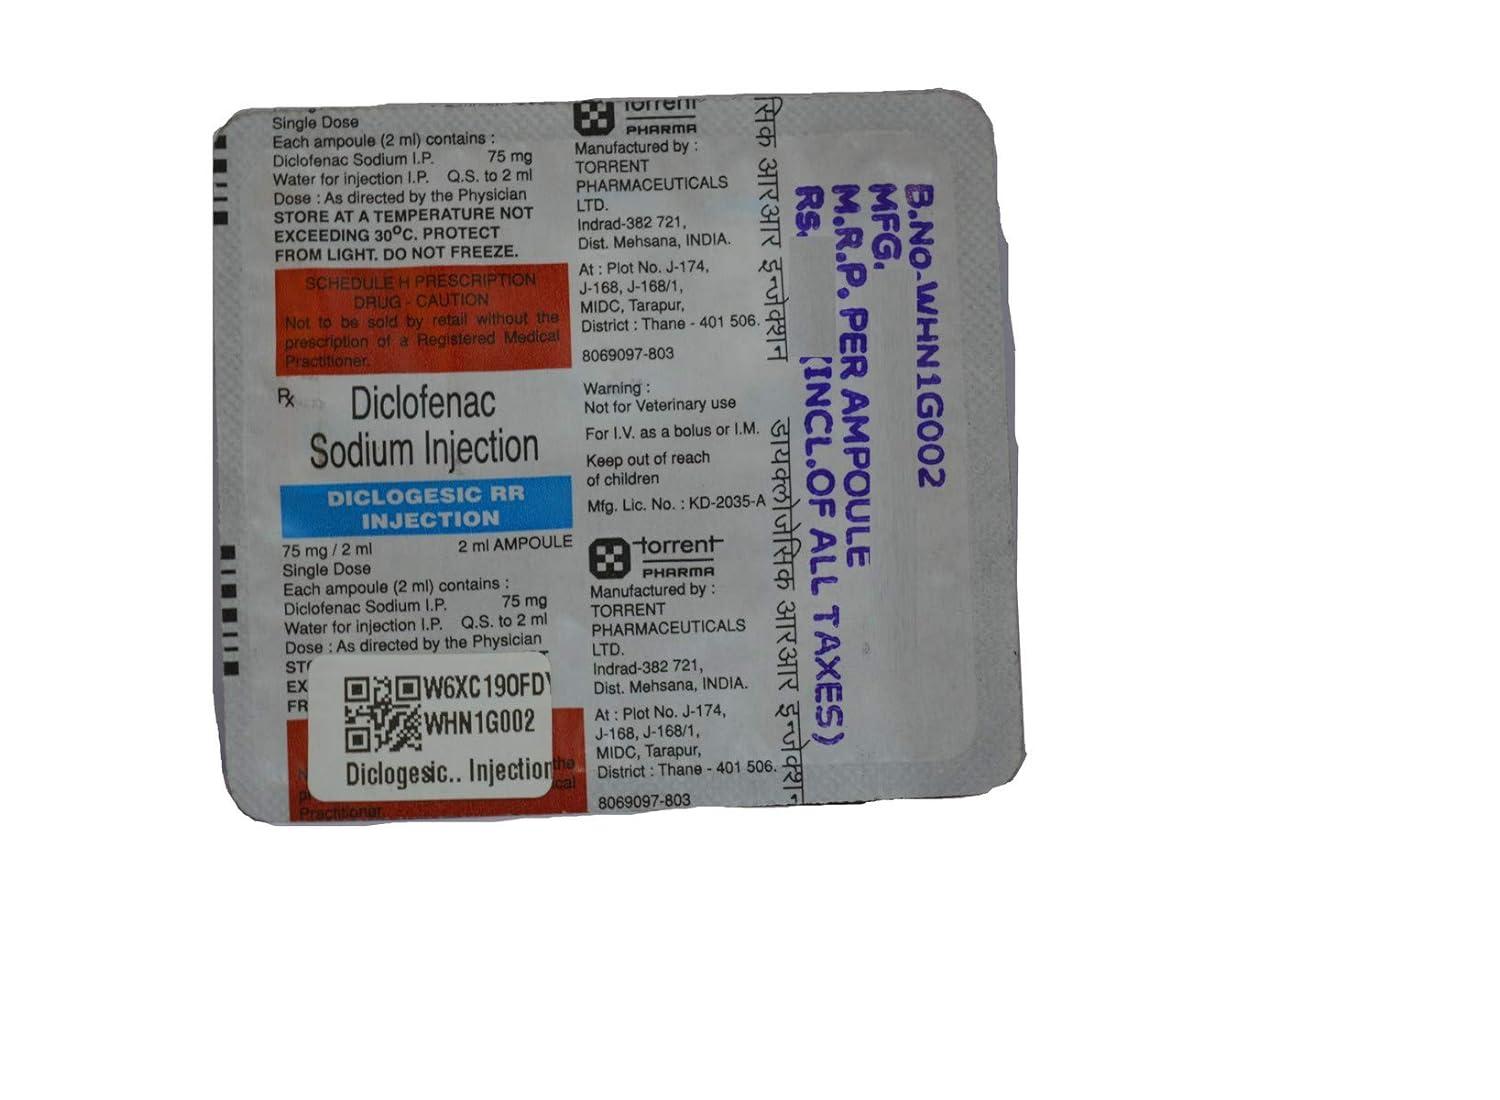 Single Dose
Each ampoule (2 ml) contains :
Diclofenac Sodium I.P. 75 mg
Water for injection I.P. Q.S. to 2 ml
Dose : As directed by the Physician
STORE AT A TEMPERATURE NOT
EXCEEDING 30°C. PROTECT
FROM LIGHT. DO NOT FREEZE.
SCHEDULE H PRESCRIPTION
DRUG - CAUTION
Not to be sold by retail without the
prescription of a Registered Medical
Practitioner.
Rx
Diclofenac
Sodium Injection
DICLOGESIC RR
INJECTION
75 mg / 2 ml 2 ml AMPOULE
Single Dose
Each ampoule (2 ml) contains :
Diclofenac Sodium I.P. 75 mg
Water for injection I.P. Q.S. to 2 ml
Dose : As directed by the Physician
W6XC190FD
WHN1G002
Diclogesic.. Injection
the
Practitioner.
torrent
PHARMA
Manufactured by :
TORRENT
PHARMACEUTICALS
LTD.
Indrad-382 721,
Dist. Mehsana, INDIA.
At : Plot No. J-174,
J-168, J-168/1,
MIDC, Tarapur,
District : Thane - 401 506.
8069097-803
Warning :
Not for Veterinary use
For I.V. as a bolus or I.M.
Keep out of reach
of children
Mfg. Lic. No. : KD-2035-A
torrent
PHARMA
Manufactured by :
TORRENT
PHARMACEUTICALS
LTD.
Indrad-382 721,
Dist. Mehsana, INDIA.
At : Plot No. J-174,
J-168, J-168/1,
MIDC, Tarapur,
District : Thane - 401 506.
8069097-803
सिक आरआर इन्जेक्शन
डायक्लोजेसिक आरआर इन्जेक्शन
B.No-WHN1G002
MFG.
M.R.P. PER AMPOULE
Rs. (INCL.OF ALL TAXES)